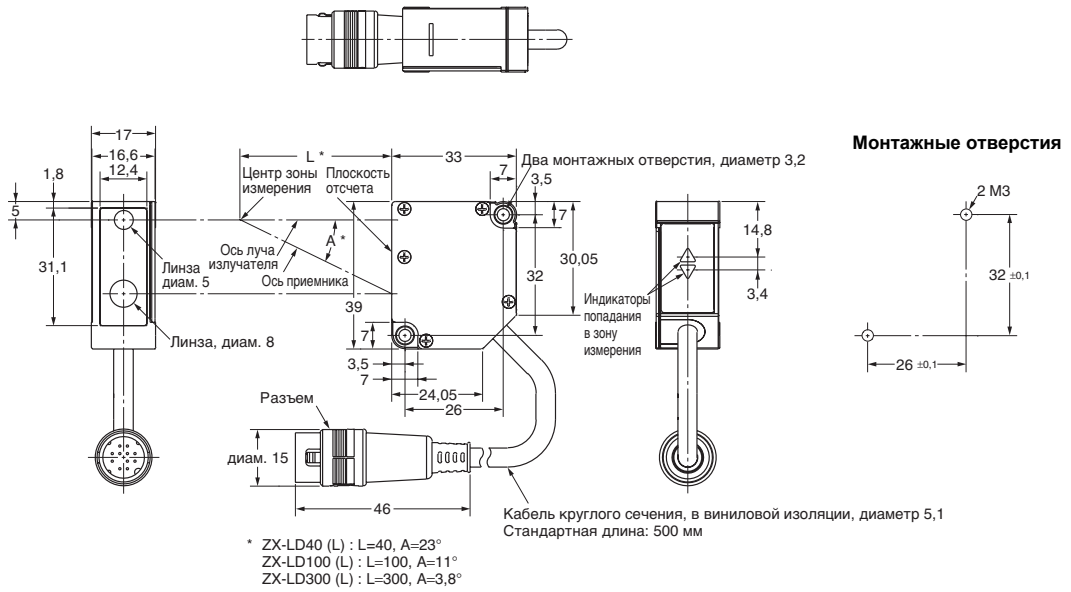 17
16,6
12,4
1,8
5
31,1
Линза
диам. 5
Линза, диам. 8
L *
Центр зоны
измерения
Плоскость
отсчета
A *
Ось луча
излучателя
Ось приемника
33
7
Два монтажных отверстия, диаметр 3,2
3,5
7
32
30,05
39
7
3,5
7
24,05
26
Разъем
диам. 15
46
Кабель круглого сечения, в виниловой изоляции, диаметр 5,1
Стандартная длина: 500 мм
14,8
3,4
Индикаторы
попадания
в зону
измерения
Монтажные отверстия
2 М3
32 ±0,1
26 ±0,1
* ZX-LD40 (L) : L=40, A=23°
ZX-LD100 (L) : L=100, A=11°
ZX-LD300 (L) : L=300, A=3,8°